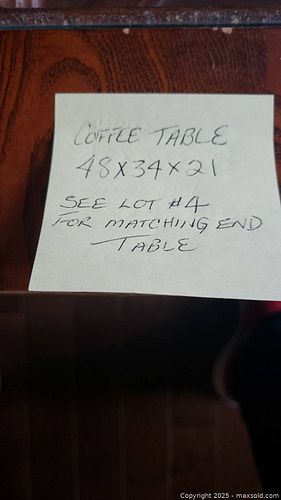 COFFEE TABLE
48X34X21
SEE LOT #4
FOR MATCHING END
TABLE
Copyright 2025 - maxsold.com